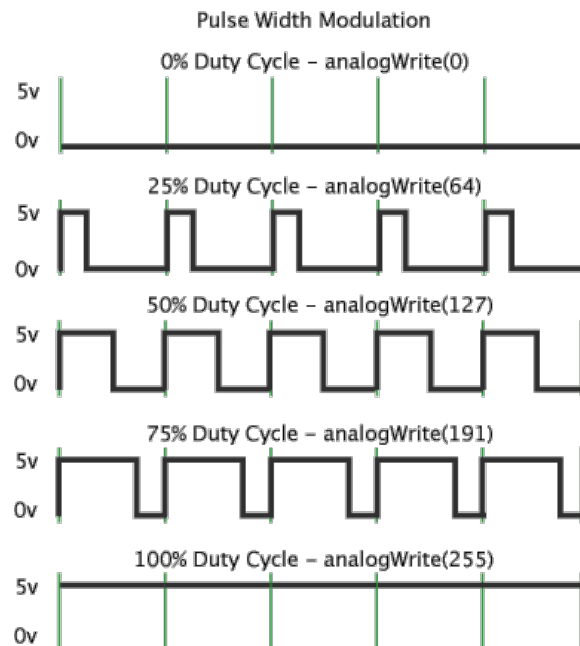 Pulse Width Modulation
0% Duty Cycle – analogWrite(0)
5v
0v
25% Duty Cycle – analogWrite(64)
5v
0v
50% Duty Cycle – analogWrite(127)
5v
0v
75% Duty Cycle – analogWrite(191)
5v
0v
100% Duty Cycle – analogWrite(255)
5v
0v